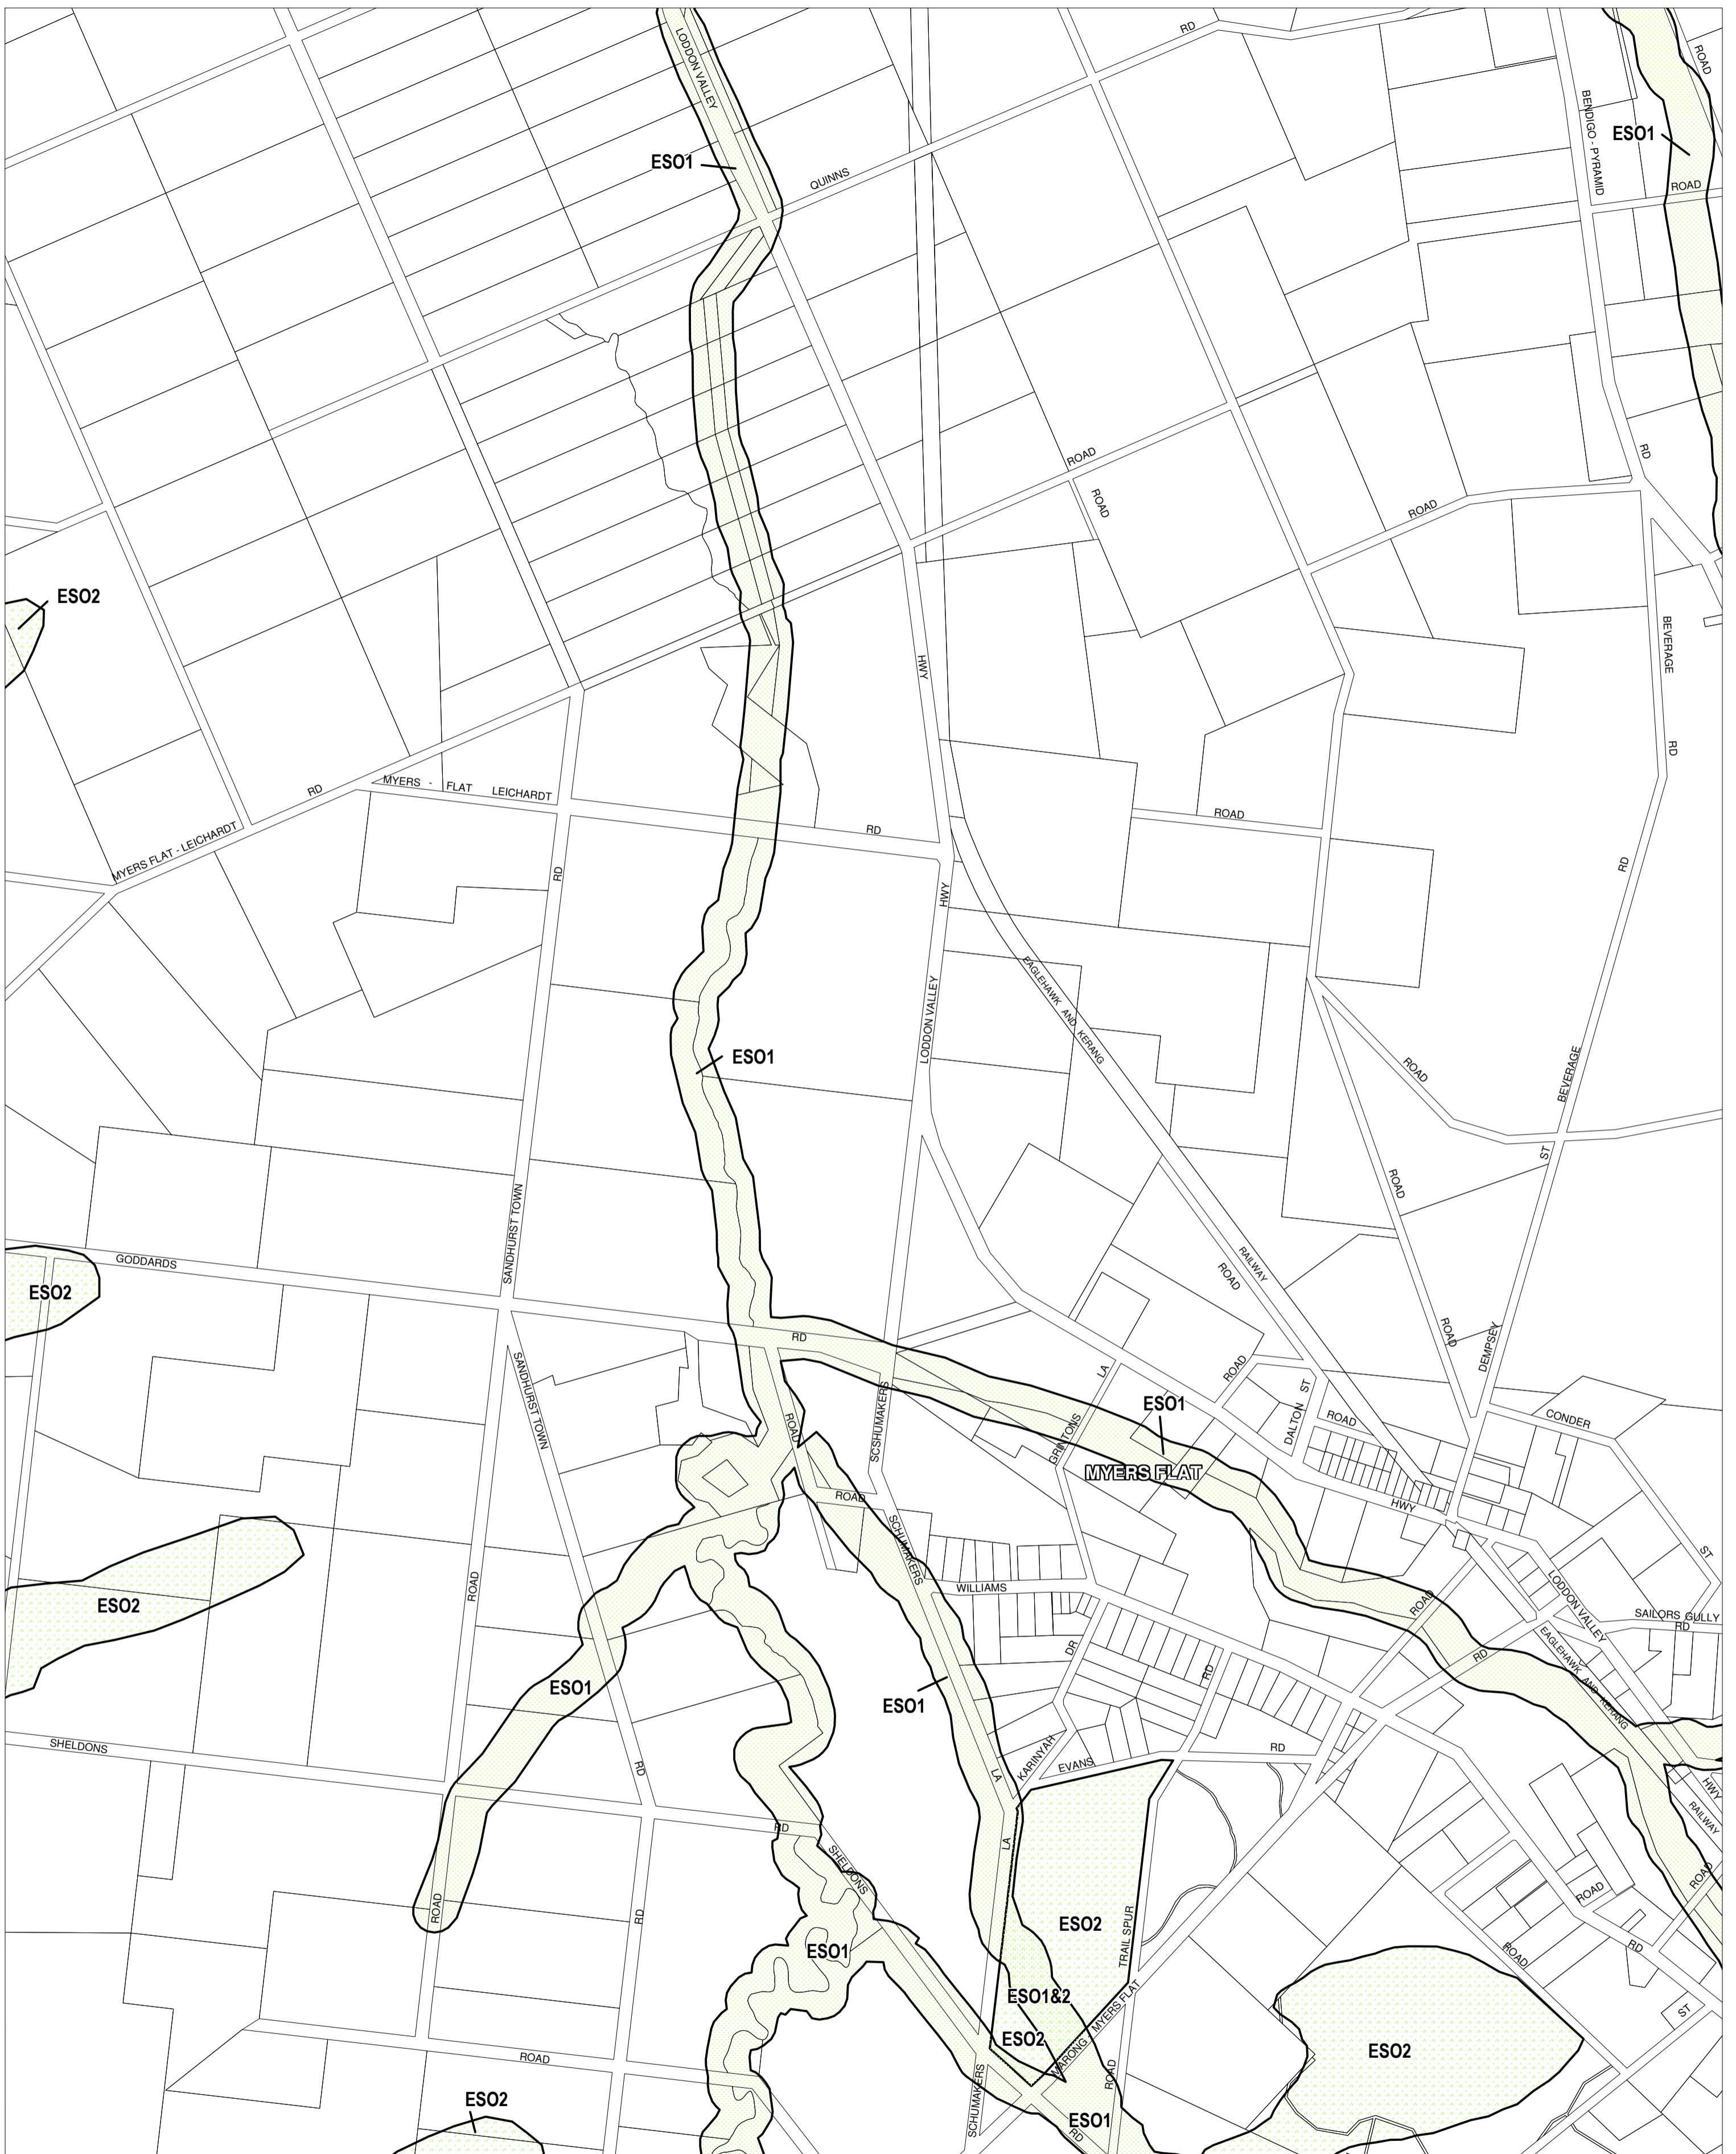 LODDON VALLEY
RD
ROAD
ESO1
BENDIGO - PYRAMID
ESO1
QUINNS
ROAD
ROAD
RD
ROAD
ROAD
ESO2
HWY
BEVERAGE
RD
MYERS - FLAT LEICHARDT
RD
RD
ROAD
MYERS FLAT - LEICHARDT
RD
RD
HWY
EAGLEHAWK AND KERANG
LODDON VALLEY
ESO1
ROAD
BEVERAGE
ST
ROAD
SANDHURST TOWN
GODDARDS
RAILWAY
ROAD
ESO2
RD
ROAD
DEMPSEY
SANDHURST TOWN
LA
ROAD
ESO1
SCSHUMAKERS
DALTON ST
ROAD
CONDER
ROAD
GRINTONS
MYERS FLAT
ROAD
HWY
SCHUMAKERS
ST
ROAD
WILLIAMS
ESO2
ROAD
LODDON VALLEY
SAILORS GULLY
RD
DR
RD
RD
EAGLEHAWK AND KERANG
ESO1
ESO1
SHELDONS
RD
KARINYAH
EVANS
RD
LA
HWY
RAILWAY
RD
LA
SHELDONS
ROAD
ROAD
ROAD
RD
ESO2
TRAIL SPUR
ESO1
ROAD
RD
ESO1&2
MARONG MYERS FLAT
ST
ESO2
ESO2
ROAD
SCHUMAKERS
ROAD
ESO2
ESO1
RD